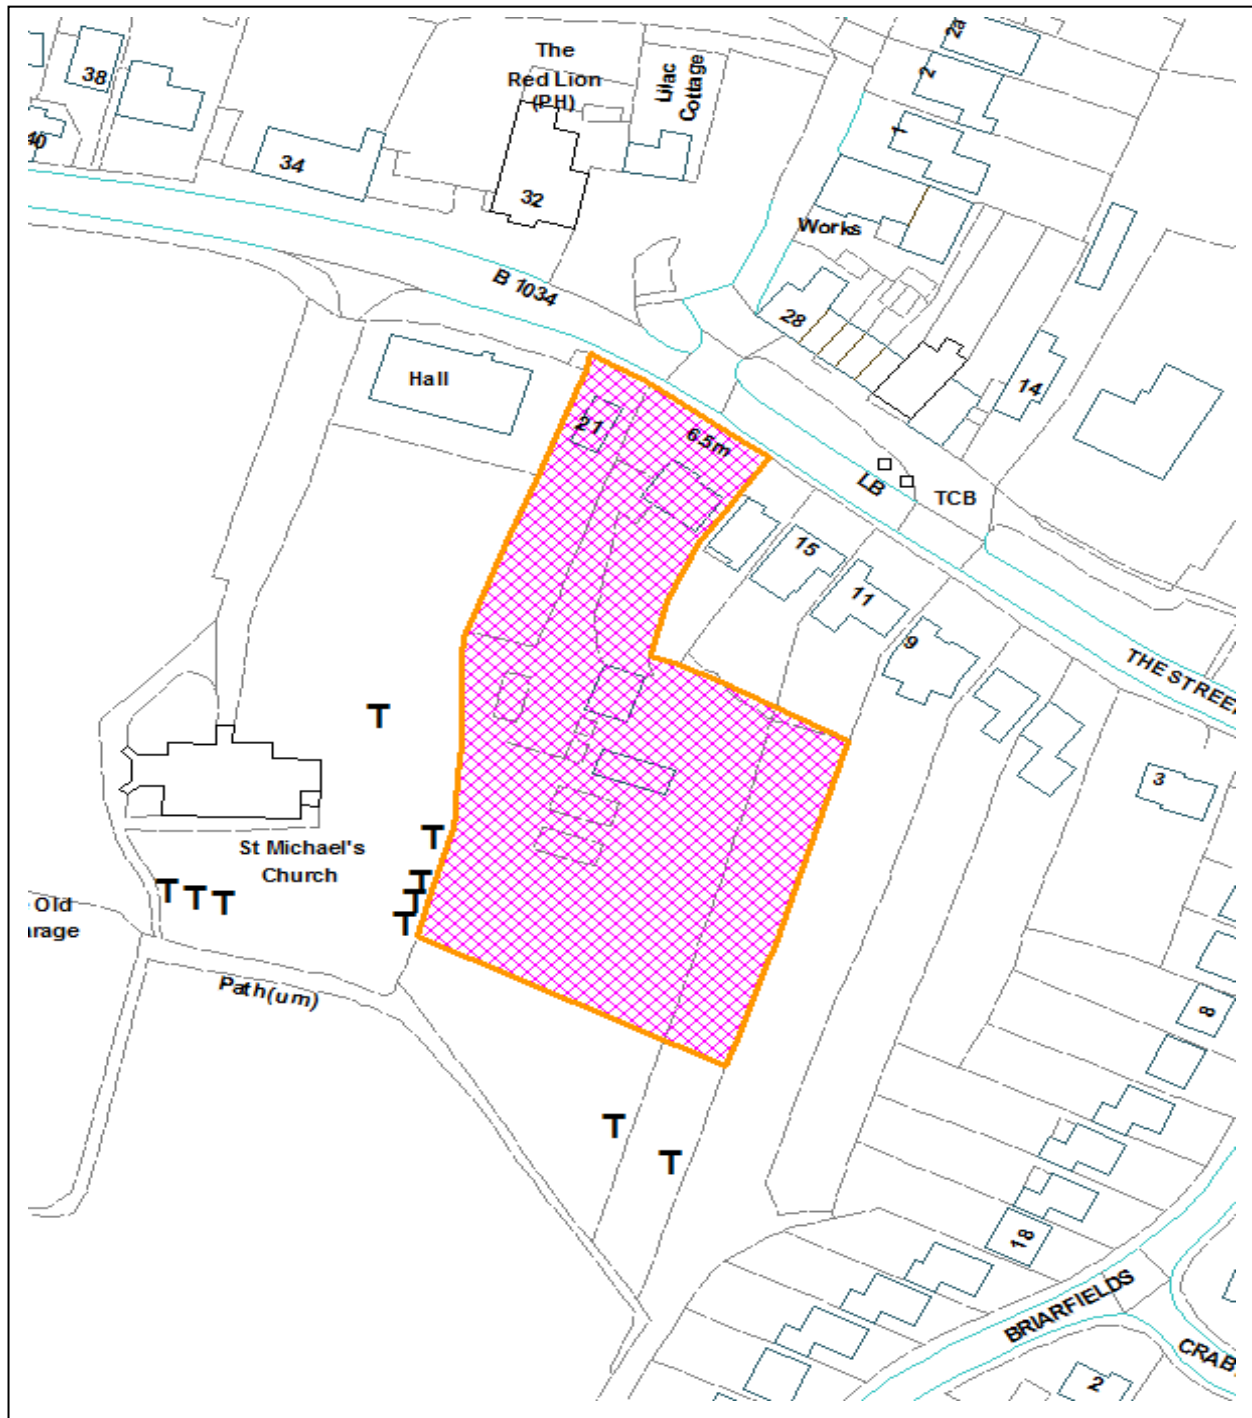 2a
The
Red Lion
(PH)
Lilac
Cottage
38
2
1
40
34
32
Works
B 1034
28
Hall
14
21
6.5m
LB
TCB
15
11
9
THE STREE
T
3
T
St Michael's
Church
T
T
T
T
T
T
T
Old
arage
Path(um)
8
T
T
18
BRIARFIELDS
CRAB
2